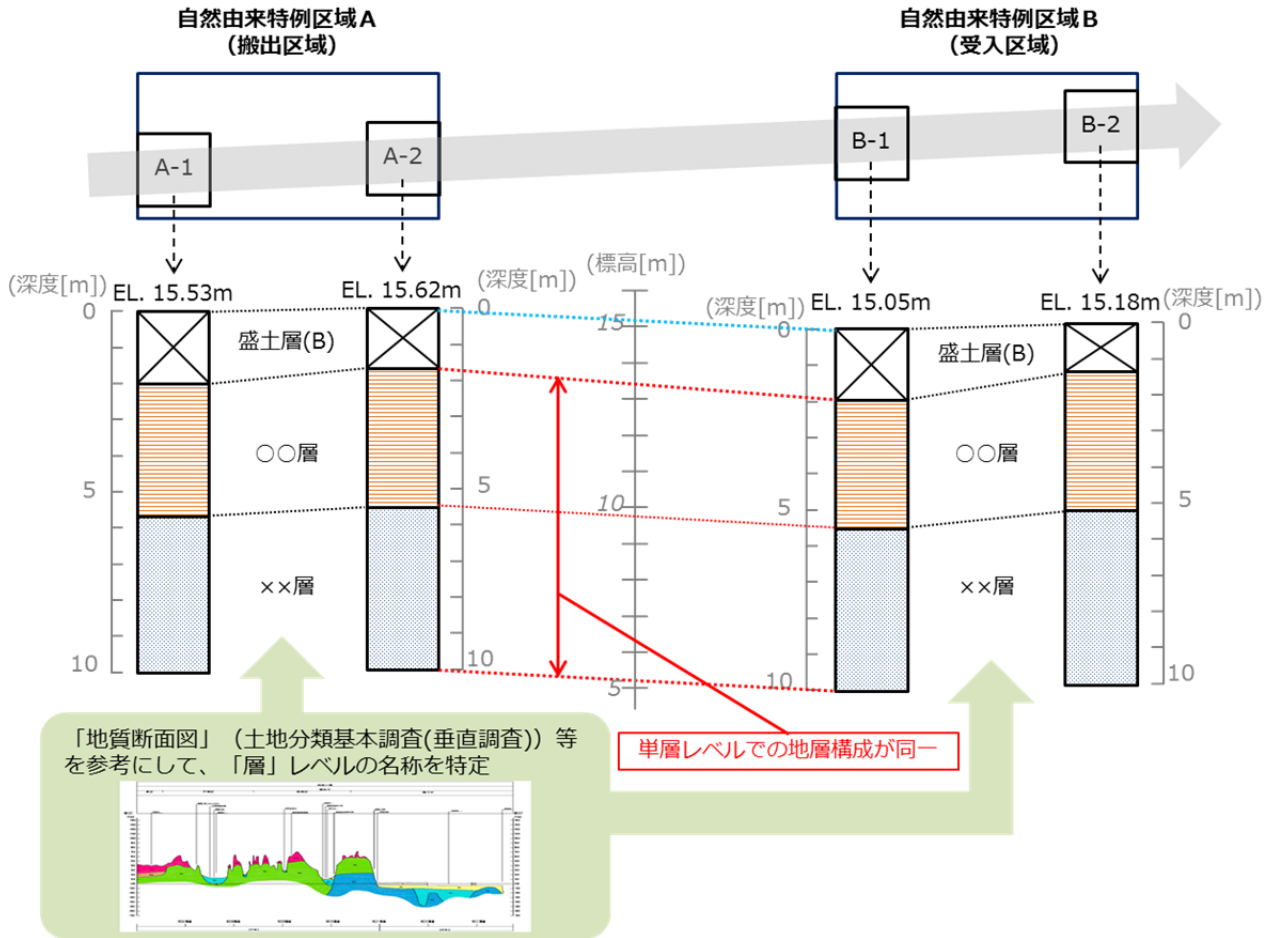 自然由来特例区域A
（搬出区域）
自然由来特例区域B
（受入区域）
A-1
A-2
B-1
B-2
(深度[m])
EL. 15.53m
EL. 15.62m
(深度[m])
(標高[m])
(深度[m])
EL. 15.05m
EL. 15.18m
(深度[m])
0
0
15
0
0
盛土層(B)
盛土層(B)
〇〇層
〇〇層
5
5
10
5
5
××層
××層
10
10
5
10
10
「地質断面図」（土地分類基本調査(垂直調査)）等
を参考にして、「層」レベルの名称を特定
単層レベルでの地層構成が同一